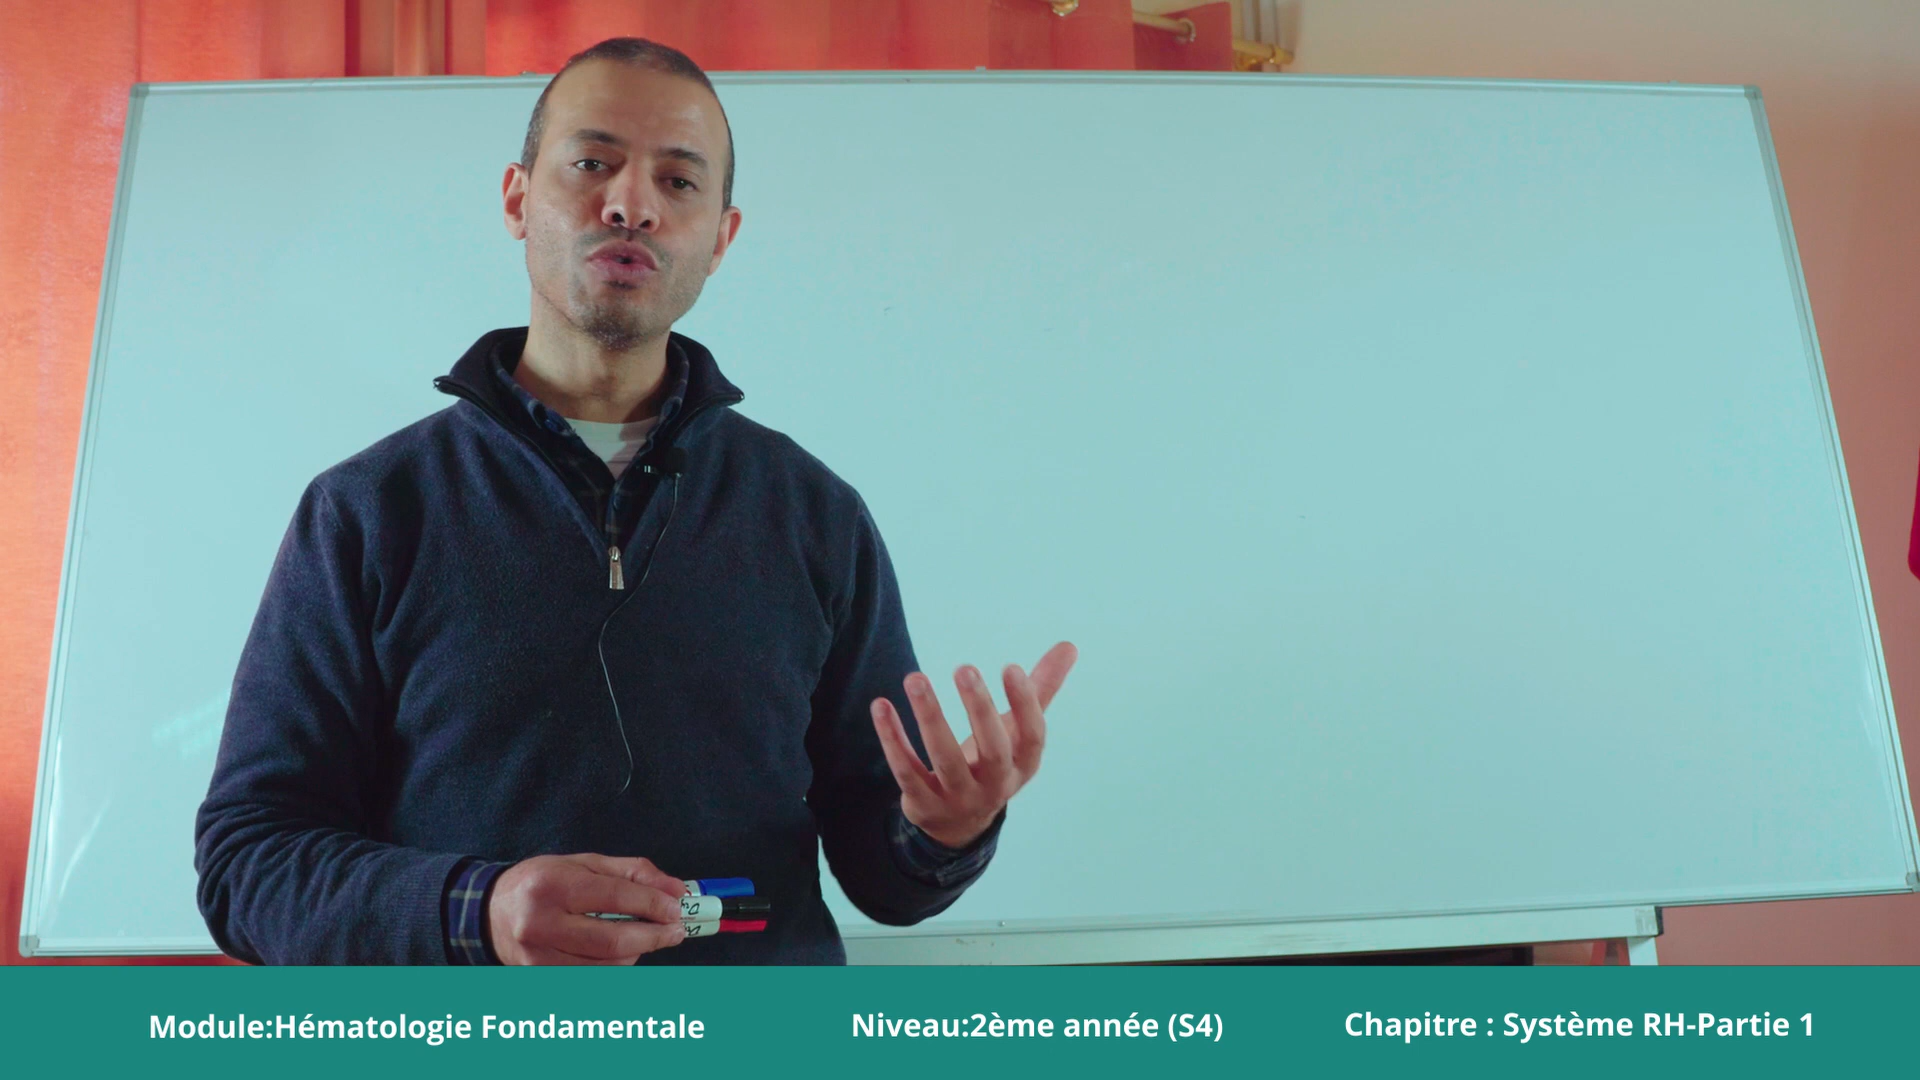 Module:Hématologie Fondamentale
Niveau:2ème année (S4)
Chapitre : Système RH-Partie 1